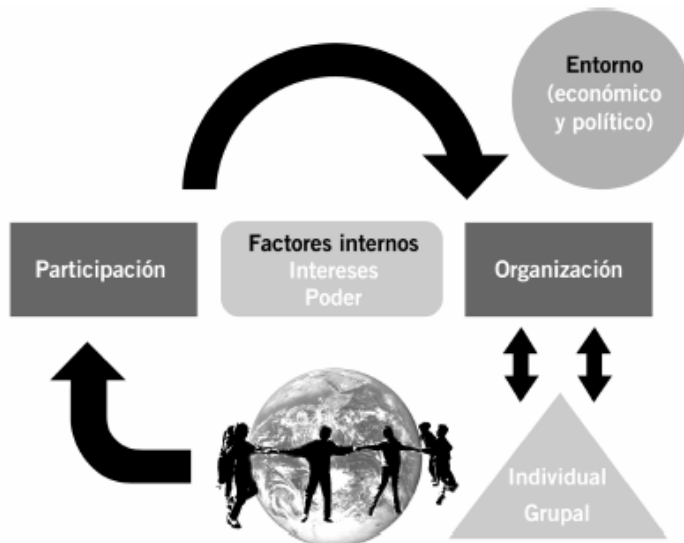 Entorno
(económico
y político)
Participación
Factores internos
Intereses
Poder
Organización
Individual
Grupal